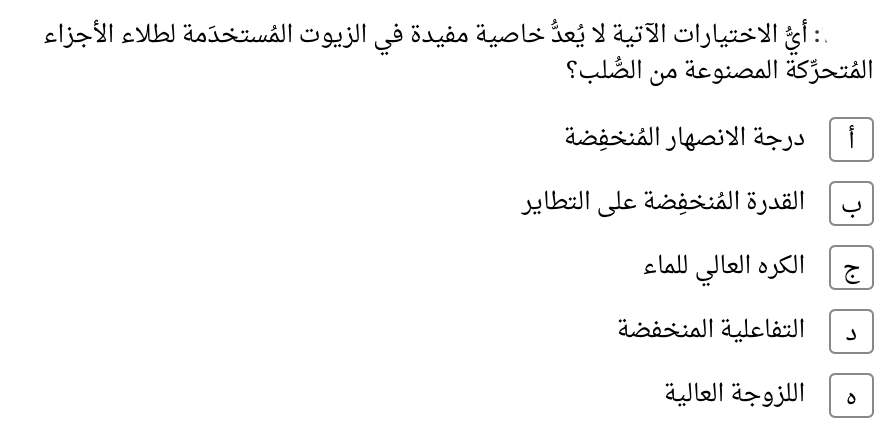 : أيُّ الاختيارات الآتية لا يُعدُّ خاصية مفيدة في الزيوت المُستخدَمة لطلاء الأجزاء
المُتحرِّكة المصنوعة من الصُّلب؟
أ درجة الانصهار المُنخفِضة
ب القدرة المُنخفِضة على التطاير
ج الكره العالي للماء
د التفاعلية المنخفضة
ه اللزوجة العالية